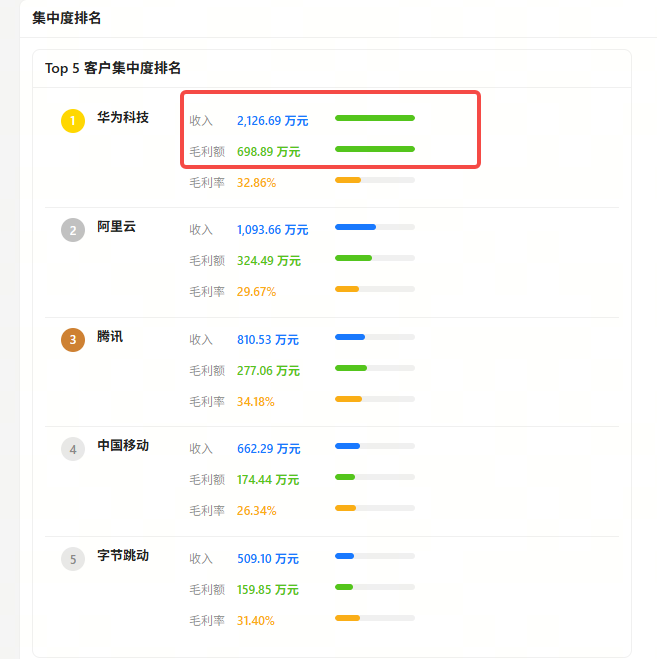 集中度排名
Top 5 客户集中度排名
1 华为科技 收入 2,126.69 万元
毛利额 698.89 万元
毛利率 32.86%
2 阿里云 收入 1,093.66 万元
毛利额 324.49 万元
毛利率 29.67%
3 腾讯 收入 810.53 万元
毛利额 277.06 万元
毛利率 34.18%
4 中国移动 收入 662.29 万元
毛利额 174.44 万元
毛利率 26.34%
5 字节跳动 收入 509.10 万元
毛利额 159.85 万元
毛利率 31.40%